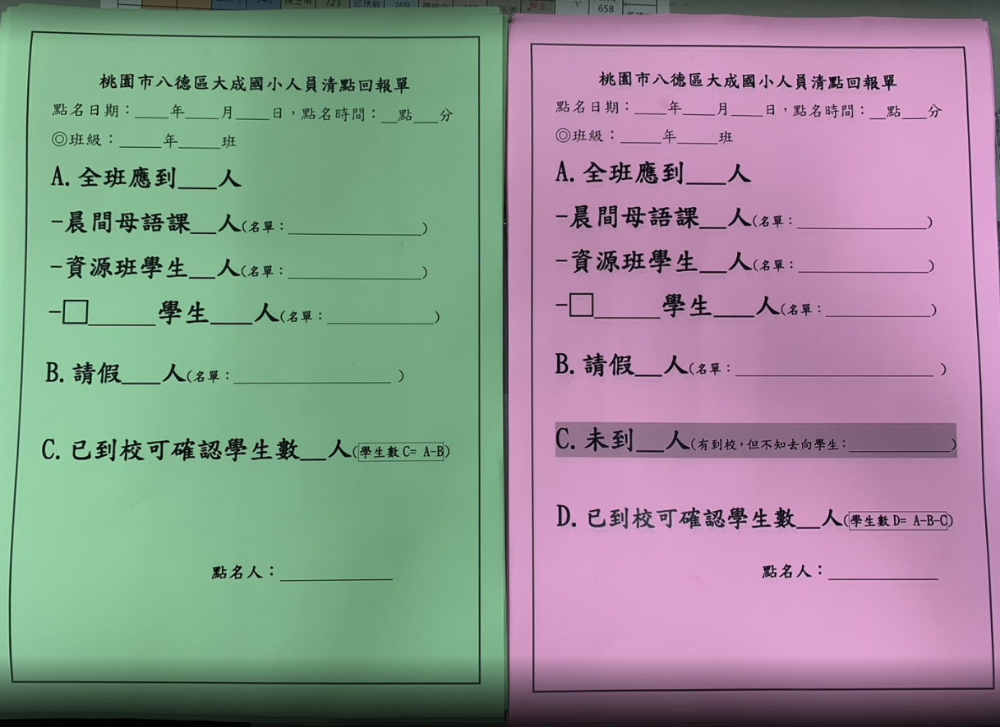 桃園市八德區大成國小人員清點回報單
點名日期：____年____月____日，點名時間：__點___分
◎班級：_____年_____班
A. 全班應到___人
-晨間母語課__人(名單：________________)
-資源班學生__人(名單：________________)
-□_____學生___人(名單：_____________)
B. 請假___人(名單：___________________ )
C. 已到校可確認學生數__人(學生數 C= A-B)
點名人：______________
桃園市八德區大成國小人員清點回報單
點名日期：____年____月____日，點名時間：__點___分
◎班級：_____年_____班
A. 全班應到___人
-晨間母語課__人(名單：________________)
-資源班學生__人(名單：________________)
-□_____學生___人(名單：_____________)
B. 請假__人(名單：________________________ )
C. 未到__人(有到校，但不知去向學生：_____________)
D. 已到校可確認學生數__人(學生數 D= A-B-C)
點名人：______________
723
269
學生
658